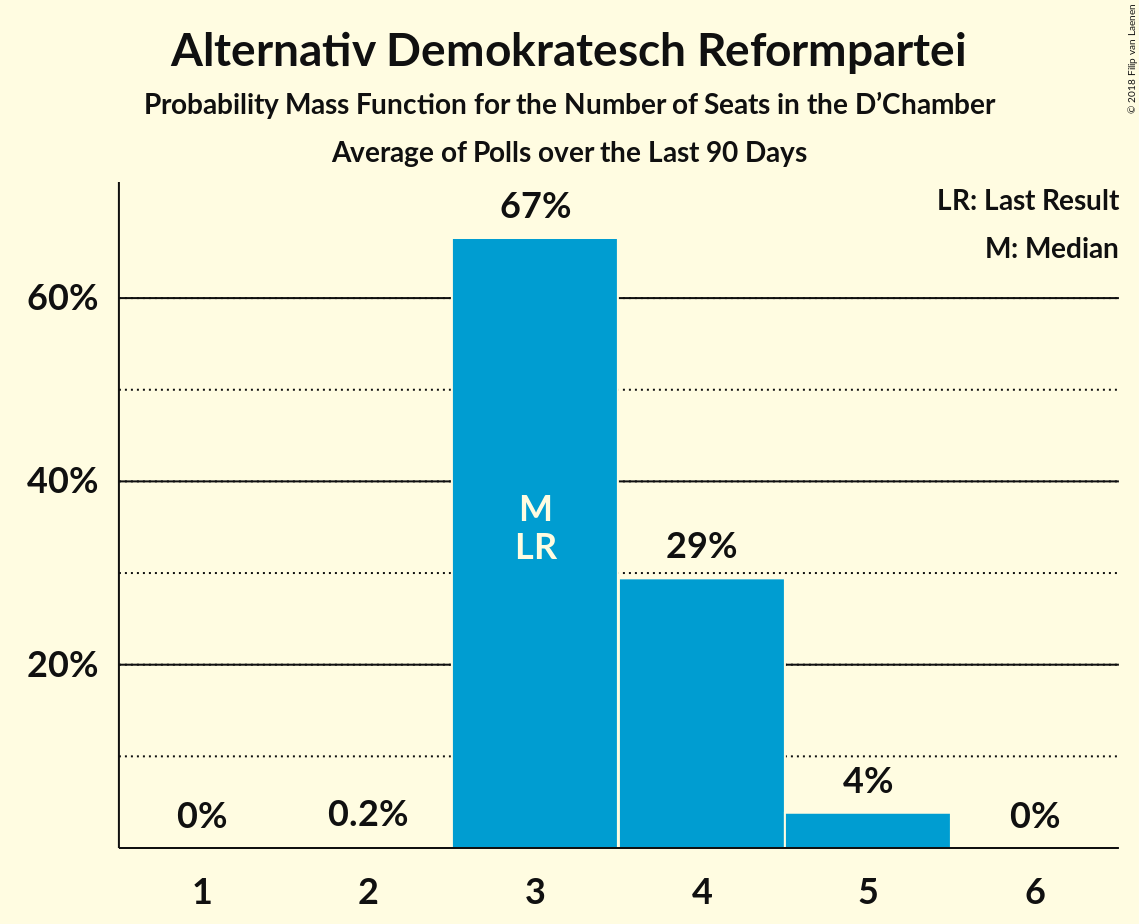 Alternativ Demokratesch Reformpartei
Probability Mass Function for the Number of Seats in the D’Chamber
Average of Polls over the Last 90 Days
© 2018 Filip van Laenen
LR: Last Result
M: Median
67%
60%
40%
M
LR
29%
20%
4%
0%
0.2%
0%
1
2
3
4
5
6